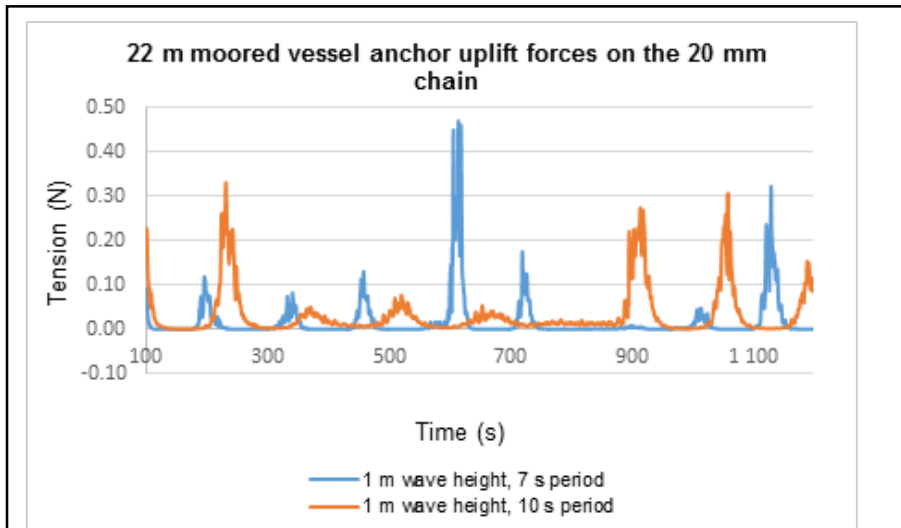 22 m moored vessel anchor uplift forces on the 20 mm
chain
0.50
0.40
0.30
0.20
0.10
0.00
-0.10
Tension (N)
100 300 500 700 900 1 100
Time (s)
1 m wave height, 7 s period
1 m wave height, 10 s period